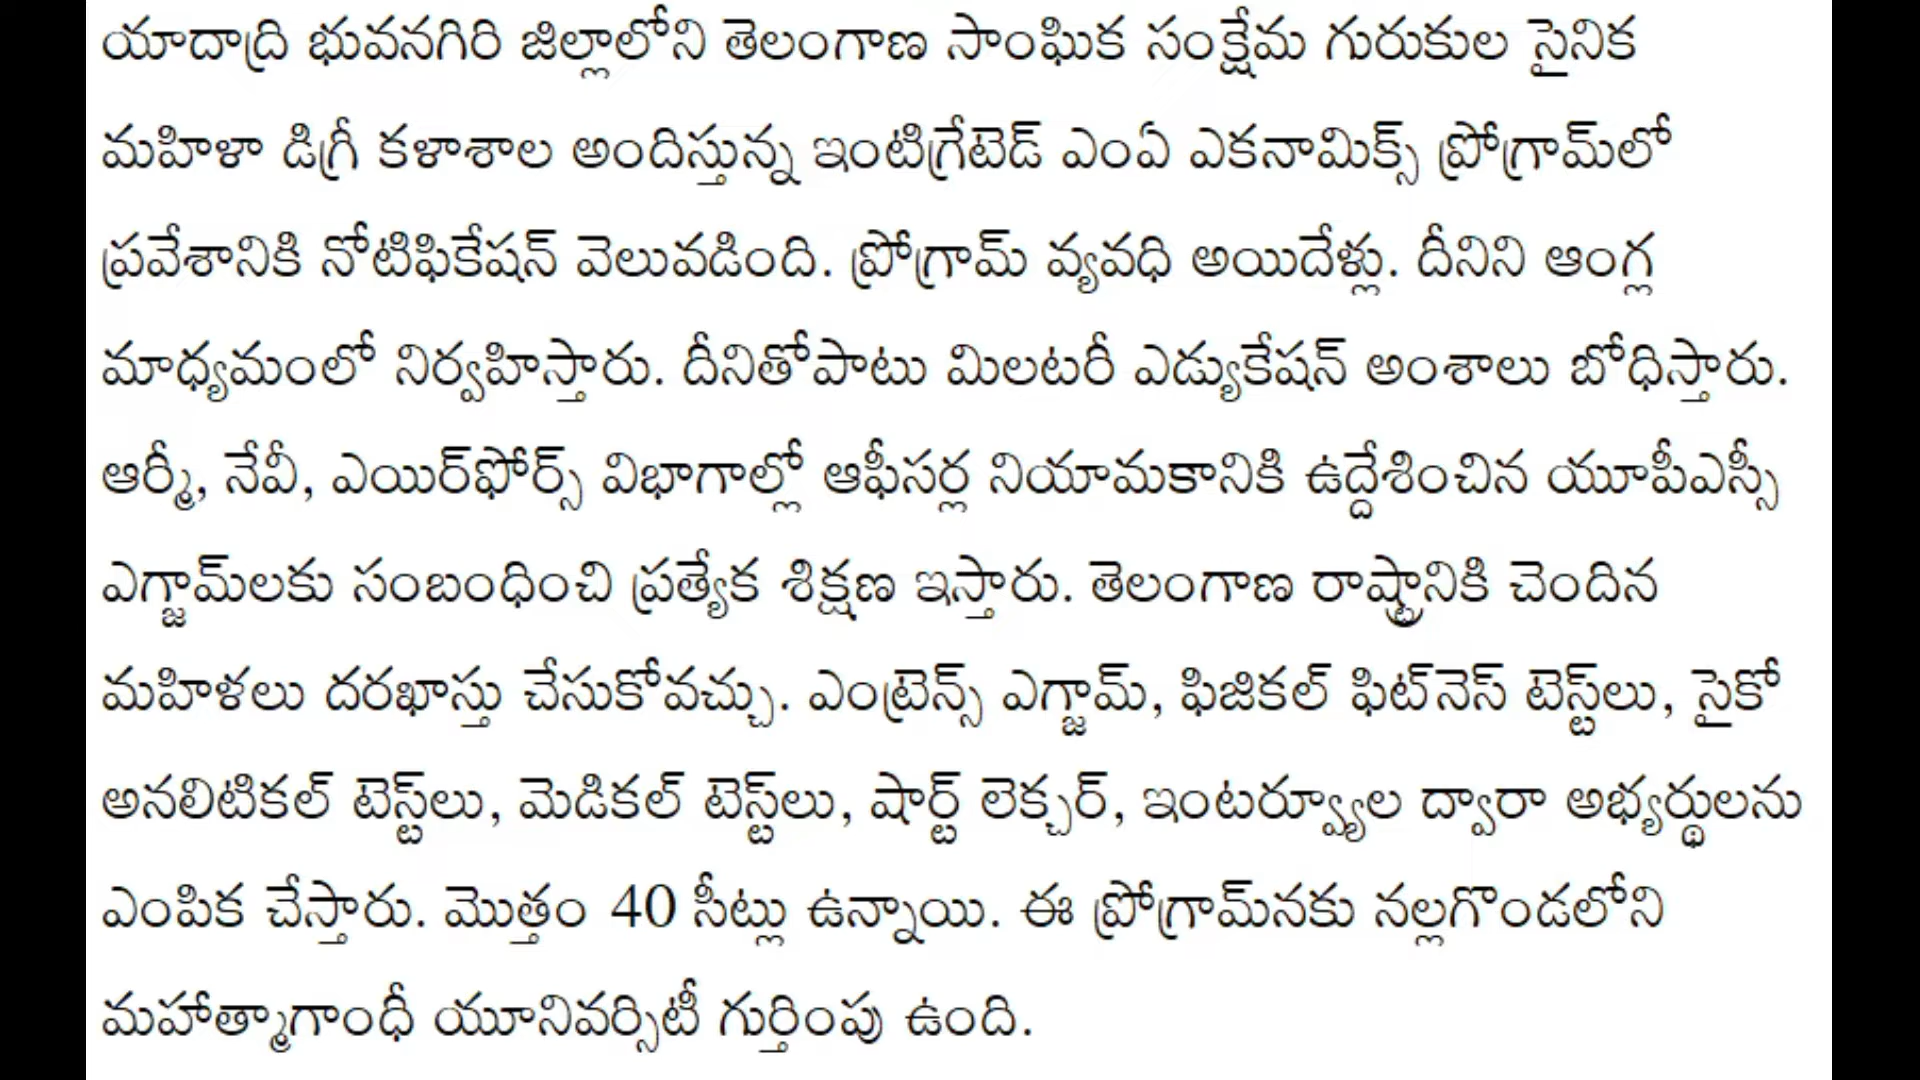 యాదాద్రి భువనగిరి జిల్లాలోని తెలంగాణ సాంఘిక సంక్షేమ గురుకుల సైనిక
మహిళా డిగ్రీ కళాశాల అందిస్తున్న ఇంటిగ్రేటెడ్ ఎంఏ ఎకనామిక్స్ ప్రోగ్రామ్‌లో
ప్రవేశానికి నోటిఫికేషన్ వెలువడింది. ప్రోగ్రామ్ వ్యవధి అయిదేళ్లు. దీనిని ఆంగ్ల
మాధ్యమంలో నిర్వహిస్తారు. దీనితోపాటు మిలటరీ ఎడ్యుకేషన్ అంశాలు బోధిస్తారు.
ఆర్మీ, నేవీ, ఎయిర్‌ఫోర్స్ విభాగాల్లో ఆఫీసర్ల నియామకానికి ఉద్దేశించిన యూపీఎస్సీ
ఎగ్జామ్‌లకు సంబంధించి ప్రత్యేక శిక్షణ ఇస్తారు. తెలంగాణ రాష్ట్రానికి చెందిన
మహిళలు దరఖాస్తు చేసుకోవచ్చు. ఎంట్రెన్స్ ఎగ్జామ్, ఫిజికల్ ఫిట్‌నెస్ టెస్ట్‌లు, సైకో
అనలిటికల్ టెస్ట్‌లు, మెడికల్ టెస్ట్‌లు, షార్ట్ లెక్చర్, ఇంటర్వ్యూల ద్వారా అభ్యర్థులను
ఎంపిక చేస్తారు. మొత్తం 40 సీట్లు ఉన్నాయి. ఈ ప్రోగ్రామ్‌నకు నల్లగొండలోని
మహాత్మాగాంధీ యూనివర్సిటీ గుర్తింపు ఉంది.